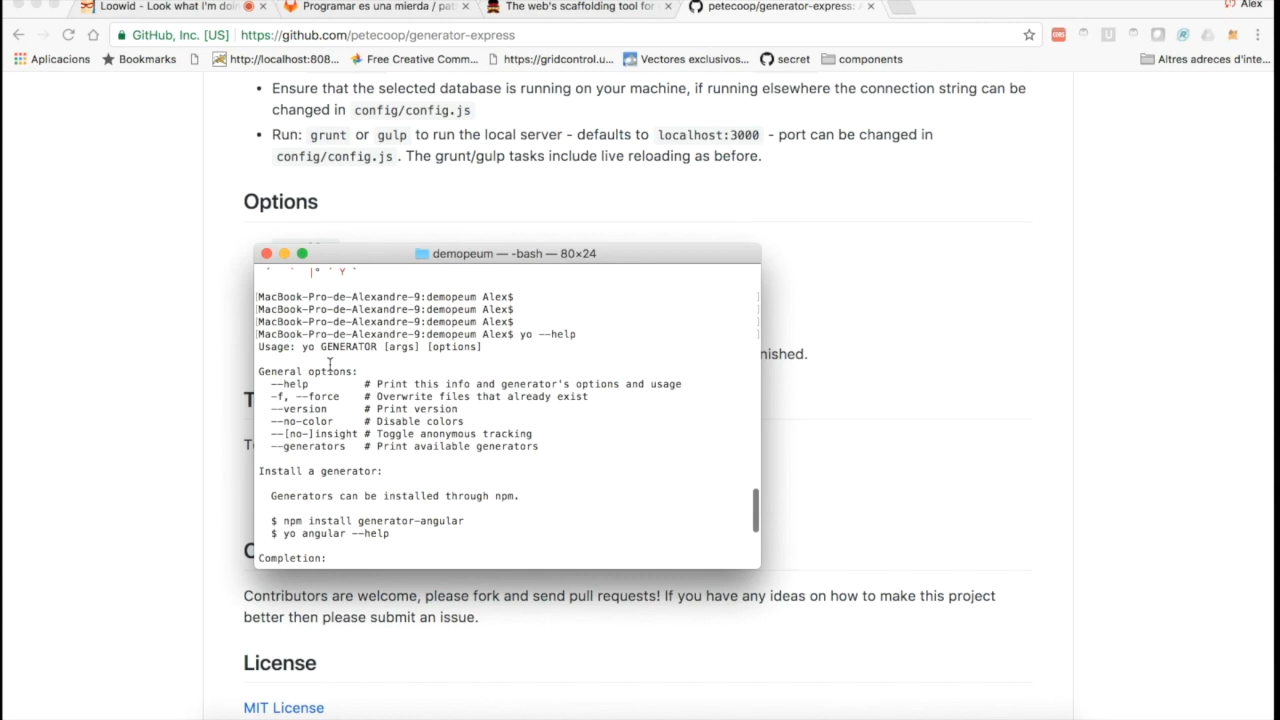 Loowid - Look what I'm doin
Programar es una mierda / pat
The web's scaffolding tool for
petecoop/generator-express:
Alex
GitHub, Inc. [US]
https://github.com/petecoop/generator-express
Aplicacions
Bookmarks
http://localhost:808...
Free Creative Comm...
https://gridcontrol.u...
Vectores exclusivos...
secret
components
Altres adreces d'inte...
Ensure that the selected database is running on your machine, if running elsewhere the connection string can be
changed in config/config.js
Run: grunt or gulp to run the local server - defaults to localhost:3000 - port can be changed in
config/config.js. The grunt/gulp tasks include live reloading as before.
Options
demopeum — -bash — 80×24
MacBook-Pro-de-Alexandre-9:demopeum Alex$
MacBook-Pro-de-Alexandre-9:demopeum Alex$
MacBook-Pro-de-Alexandre-9:demopeum Alex$
MacBook-Pro-de-Alexandre-9:demopeum Alex$ yo --help
Usage: yo GENERATOR [args] [options]
General options:
--help # Print this info and generator's options and usage
-f, --force # Overwrite files that already exist
--version # Print version
--no-color # Disable colors
--[no-]insight # Toggle anonymous tracking
--generators # Print available generators
Install a generator:
Generators can be installed through npm.
$ npm install generator-angular
$ yo angular --help
Completion:
nished.
Contributors are welcome, please fork and send pull requests! If you have any ideas on how to make this project
better then please submit an issue.
License
MIT License